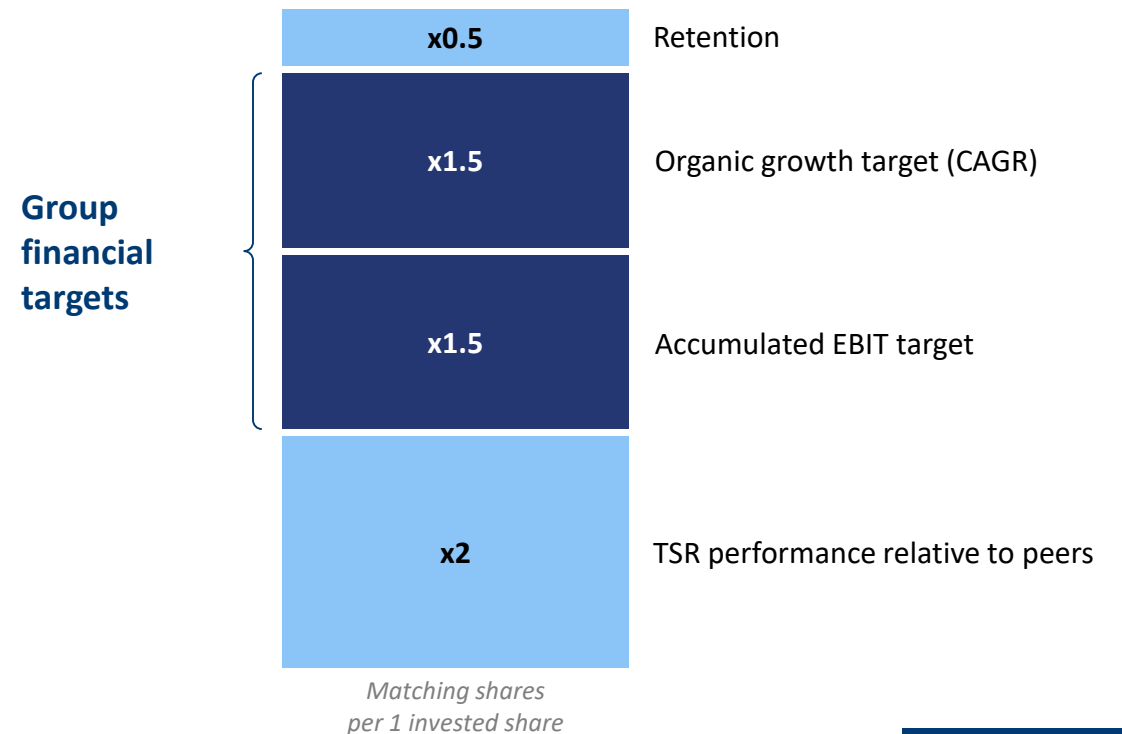 x0.5
Retention
Group
financial
targets
x1.5
Organic growth target (CAGR)
x1.5
Accumulated EBIT target
x2
TSR performance relative to peers
Matching shares
per 1 invested share